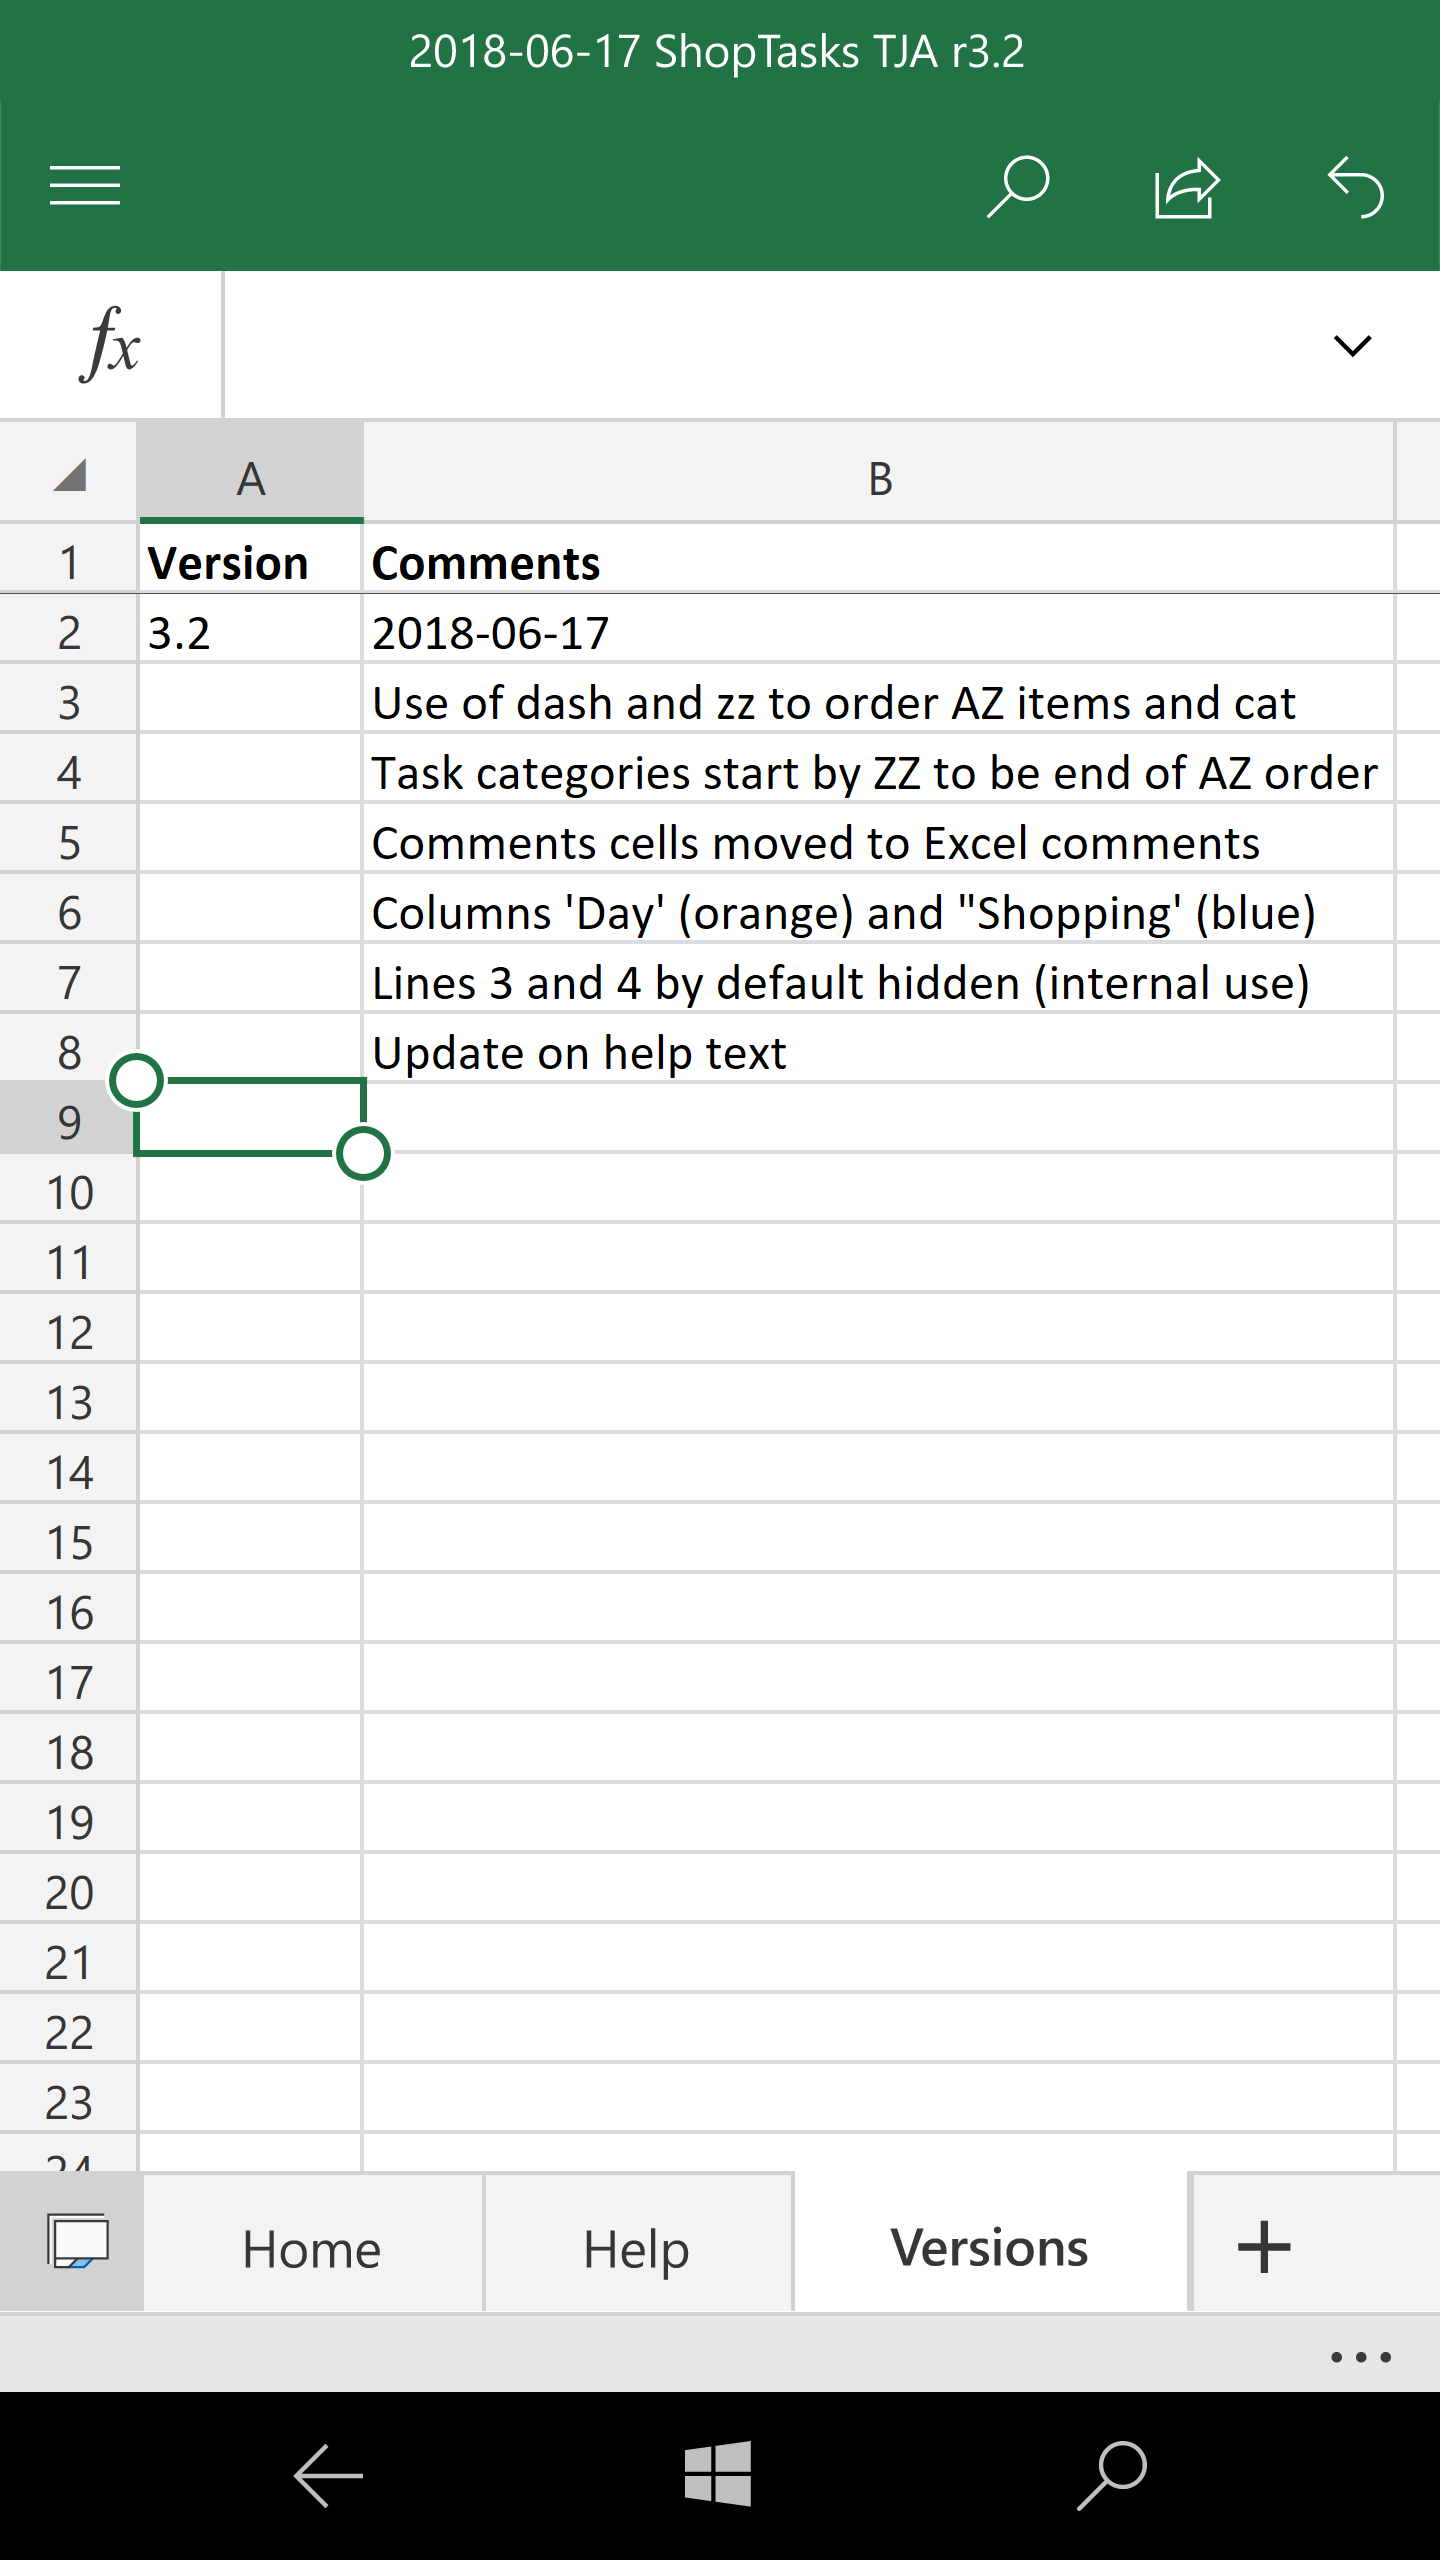 2018-06-17 ShopTasks TJA r3.2
fx
A B
1 Version Comments
2 3.2 2018-06-17
3 Use of dash and zz to order AZ items and cat
4 Task categories start by ZZ to be end of AZ order
5 Comments cells moved to Excel comments
6 Columns 'Day' (orange) and "Shopping' (blue)
7 Lines 3 and 4 by default hidden (internal use)
8 Update on help text
9
10
11
12
13
14
15
16
17
18
19
20
21
22
23
24
Home Help Versions +